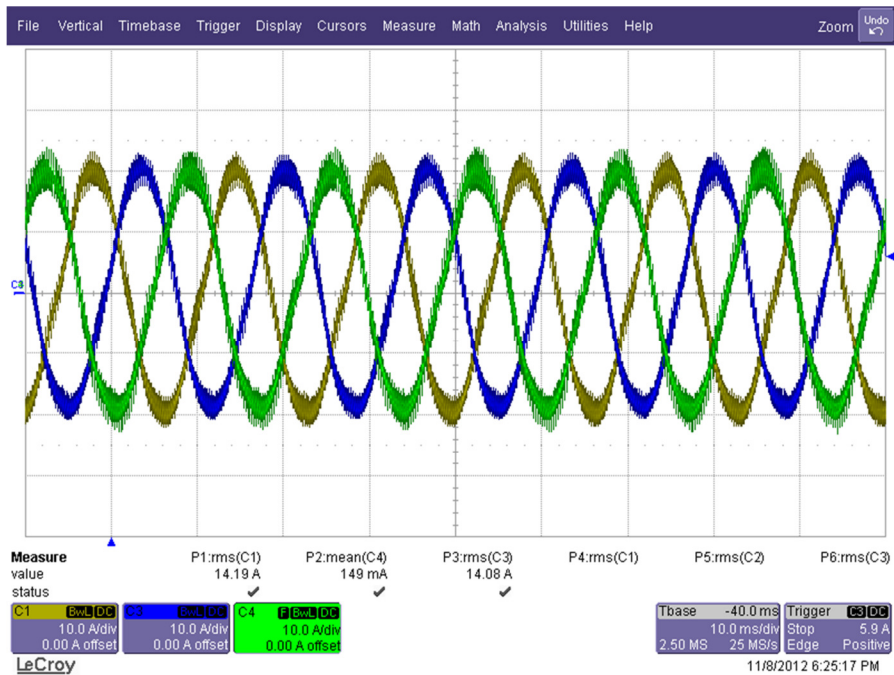 File Vertical Timebase Trigger Display Cursors Measure Math Analysis Utilities Help Zoom Undo
C3
Measure P1:rms(C1) P2:mean(C4) P3:rms(C3) P4:rms(C1) P5:rms(C2) P6:rms(C3)
value 14.19 A 149 mA 14.08 A
status
C1 BwL DC C3 BwL DC C4 F BwL DC Tbase -40.0 ms Trigger C3 DC
10.0 A/div 10.0 A/div 10.0 A/div 10.0 ms/div Stop 5.9 A
0.00 A offset 0.00 A offset 0.00 A offset 2.50 MS 25 MS/s Edge Positive
LeCroy 11/8/2012 6:25:17 PM